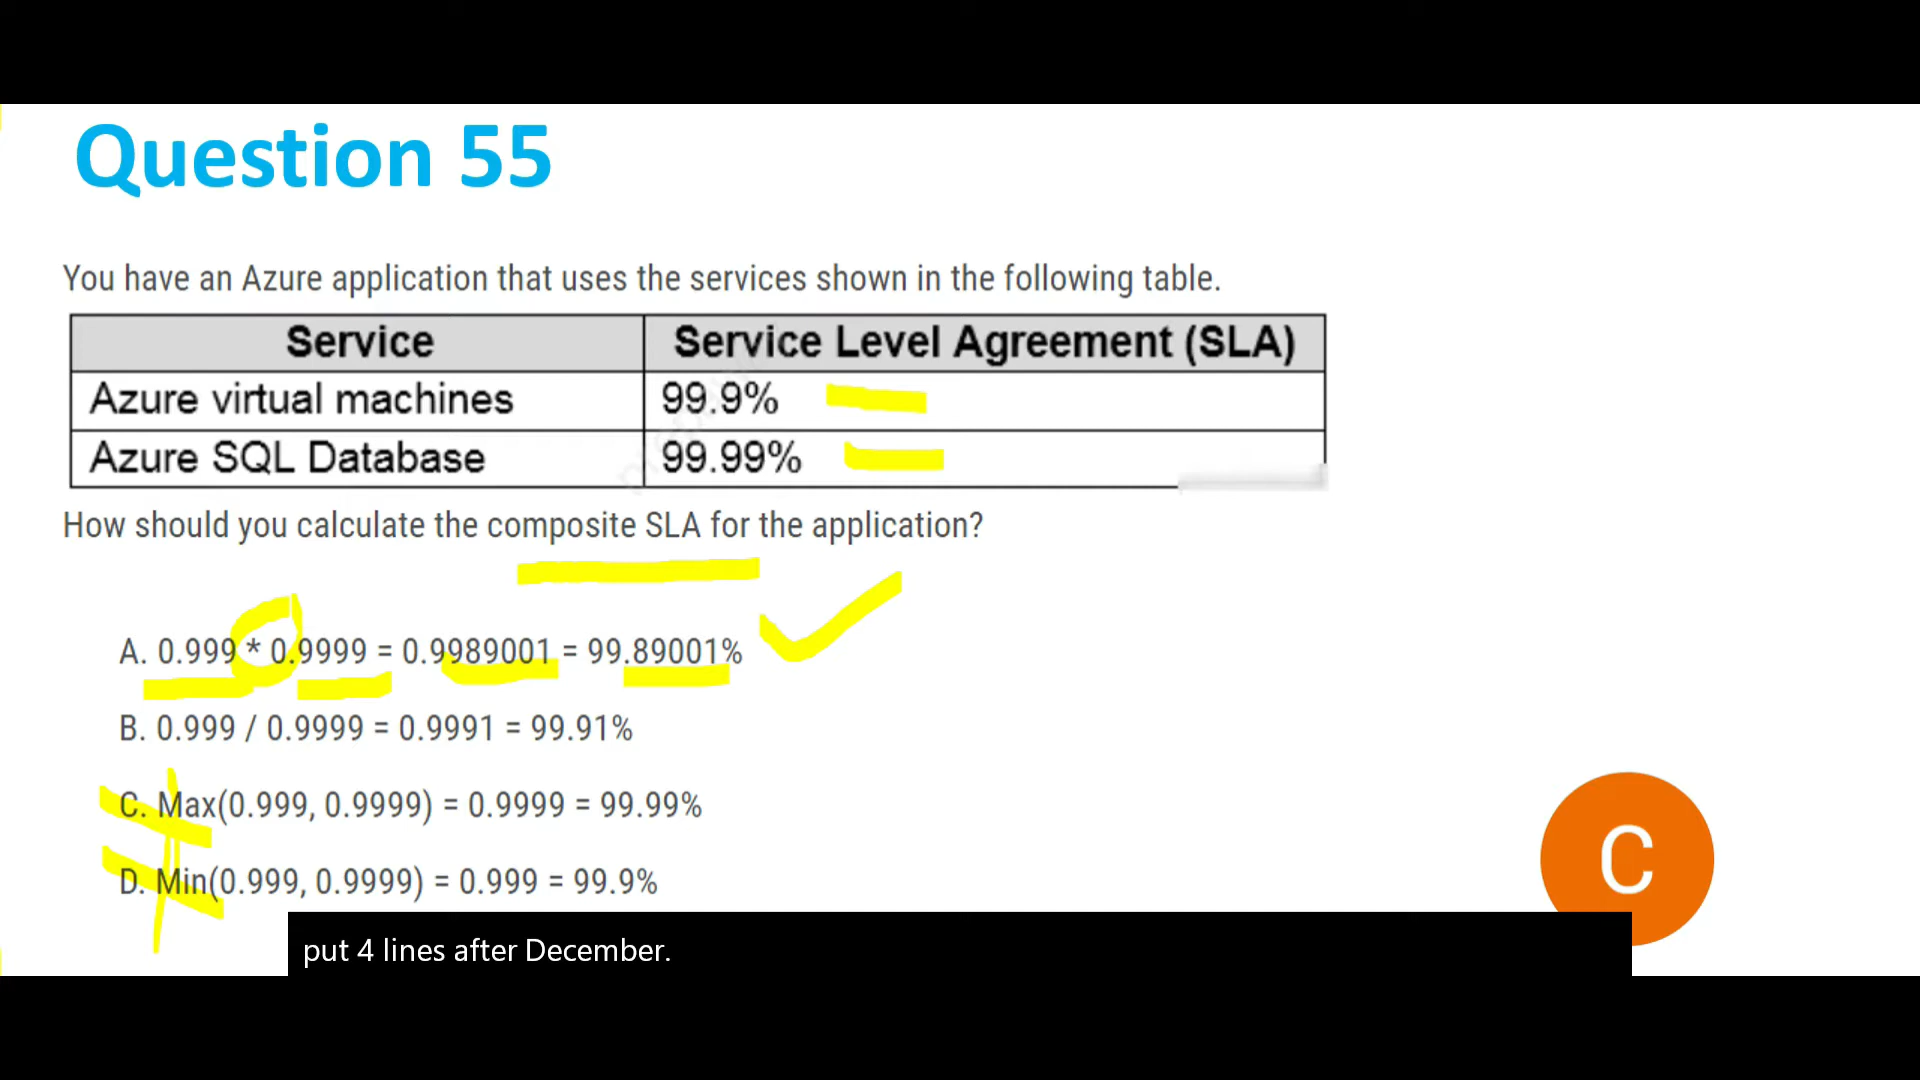 Question 55
You have an Azure application that uses the services shown in the following table.
Service Service Level Agreement (SLA)
Azure virtual machines 99.9%
Azure SQL Database 99.99%
How should you calculate the composite SLA for the application?
A. 0.999 * 0.9999 = 0.9989001 = 99.89001%
B. 0.999 / 0.9999 = 0.9991 = 99.91%
C. Max(0.999, 0.9999) = 0.9999 = 99.99%
D. Min(0.999, 0.9999) = 0.999 = 99.9%
C
put 4 lines after December.